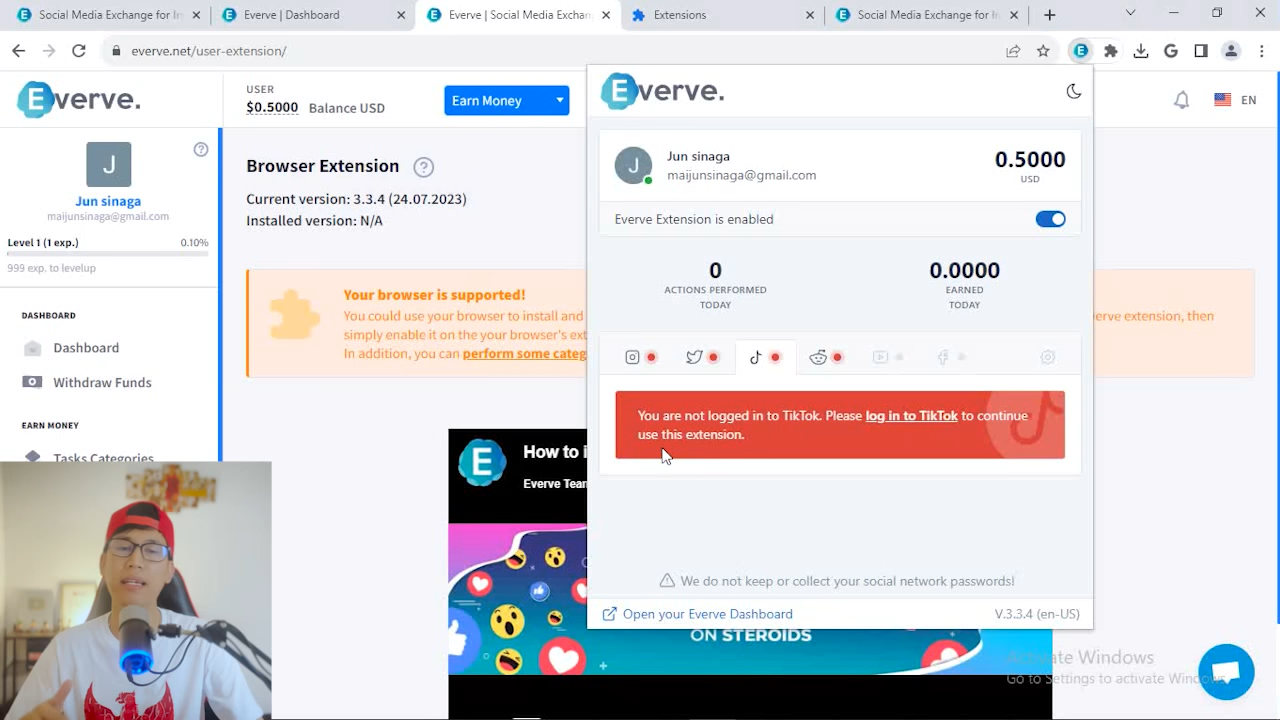 Social Media Exchange for In
Everve | Dashboard
Everve | Social Media Exchan
Extensions
Social Media Exchange for In
everve.net/user-extension/
Everve.
USER
$0.5000 Balance USD
Earn Money
EN
J
Jun sinaga
maijunsinaga@gmail.com
Level 1 (1 exp.) 0.10%
999 exp. to levelup
DASHBOARD
Dashboard
Withdraw Funds
EARN MONEY
Tasks Categories
Browser Extension
Current version: 3.3.4 (24.07.2023)
Installed version: N/A
Your browser is supported!
You could use your browser to install and
verve extension, then
simply enable it on the your browser's ext
In addition, you can perform some categ
E
How to i
Everve Tean
ON STEROIDS
Everve.
J
Jun sinaga
maijunsinaga@gmail.com
0.5000
USD
Everve Extension is enabled
0
ACTIONS PERFORMED
TODAY
0.0000
EARNED
TODAY
You are not logged in to TikTok. Please log in to TikTok to continue
use this extension.
We do not keep or collect your social network passwords!
Open your Everve Dashboard
V.3.3.4 (en-US)
Activate Windows
Go to Settings to activate Windows.